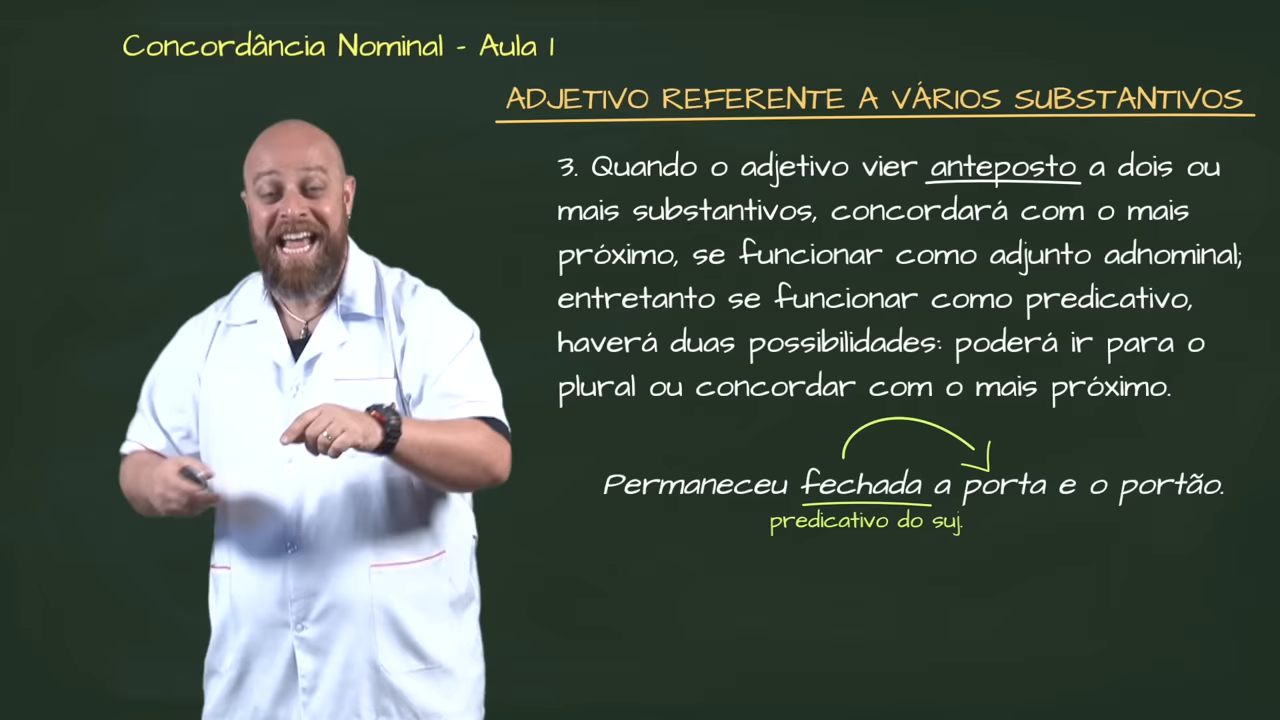 Concordância Nominal - Aula 1
ADJETIVO REFERENTE A VÁRIOS SUBSTANTIVOS
3. Quando o adjetivo vier anteposto a dois ou
mais substantivos, concordará com o mais
próximo, se funcionar como adjunto adnominal;
entretanto se funcionar como predicativo,
haverá duas possibilidades: poderá ir para o
plural ou concordar com o mais próximo.
Permaneceu fechada a porta e o portão.
predicativo do suj.